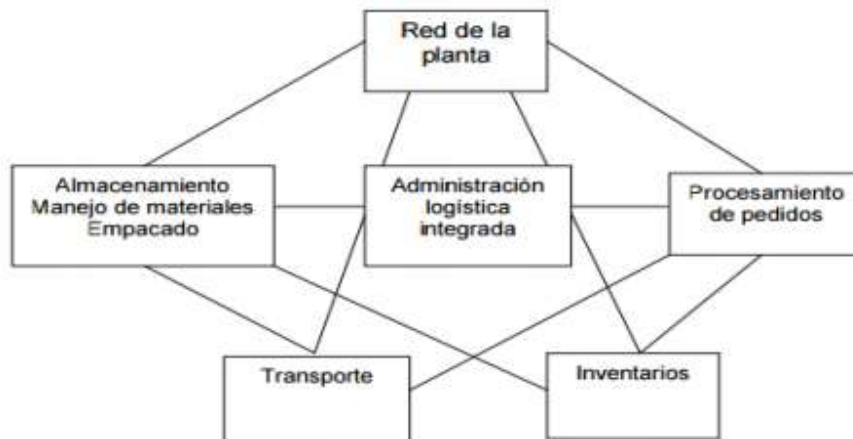 Red de la
planta
Almacenamiento
Manejo de materiales
Empacado
Administración
logística
integrada
Procesamiento
de pedidos
Transporte
Inventarios